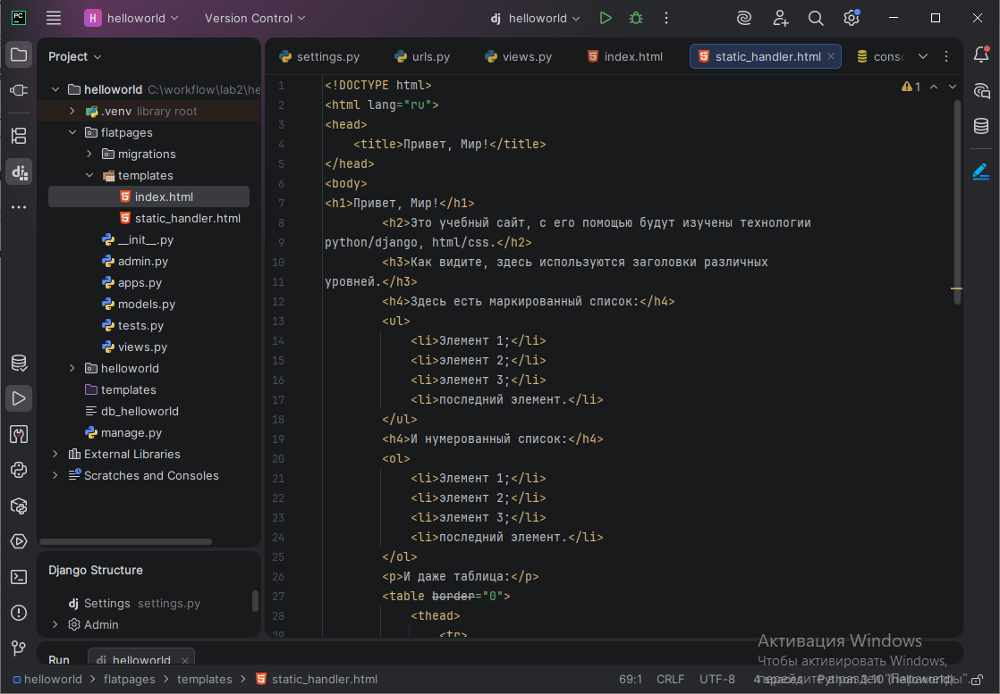 PC
H helloworld
Version Control
dj helloworld
Project
settings.py
urls.py
views.py
index.html
static_handler.html
helloworld C:\workflow\lab2\he
.venv library root
flatpages
migrations
templates
index.html
static_handler.html
__init__.py
admin.py
apps.py
models.py
tests.py
views.py
helloworld
templates
db_helloworld
manage.py
External Libraries
Scratches and Consoles
Django Structure
dj Settings settings.py
Admin
1 <!DOCTYPE html>
2 <html lang="ru">
3 <head>
4 <title>Привет, Мир!</title>
5 </head>
6 <body>
7 <h1>Привет, Мир!</h1>
8 <h2>Это учебный сайт, с его помощью будут изучены технологии
9 python/django, html/css.</h2>
10 <h3>Как видите, здесь используются заголовки различных
11 уровней.</h3>
12 <h4>Здесь есть маркированный список:</h4>
13 <ul>
14 <li>Элемент 1;</li>
15 <li>элемент 2;</li>
16 <li>элемент 3;</li>
17 <li>последний элемент.</li>
18 </ul>
19 <h4>И нумерованный список:</h4>
20 <ol>
21 <li>Элемент 1;</li>
22 <li>элемент 2;</li>
23 <li>элемент 3;</li>
24 <li>последний элемент.</li>
25 </ol>
26 <p>И даже таблица:</p>
27 <table border="0">
28 <thead>
29 <tr>
1
Run
dj helloworld
Активация Windows
Чтобы активировать Windows,
перейдите в раздел "Параметры".
helloworld > flatpages > templates > static_handler.html
69:1 CRLF UTF-8 4 spaces Python 3.10 (helloworld)